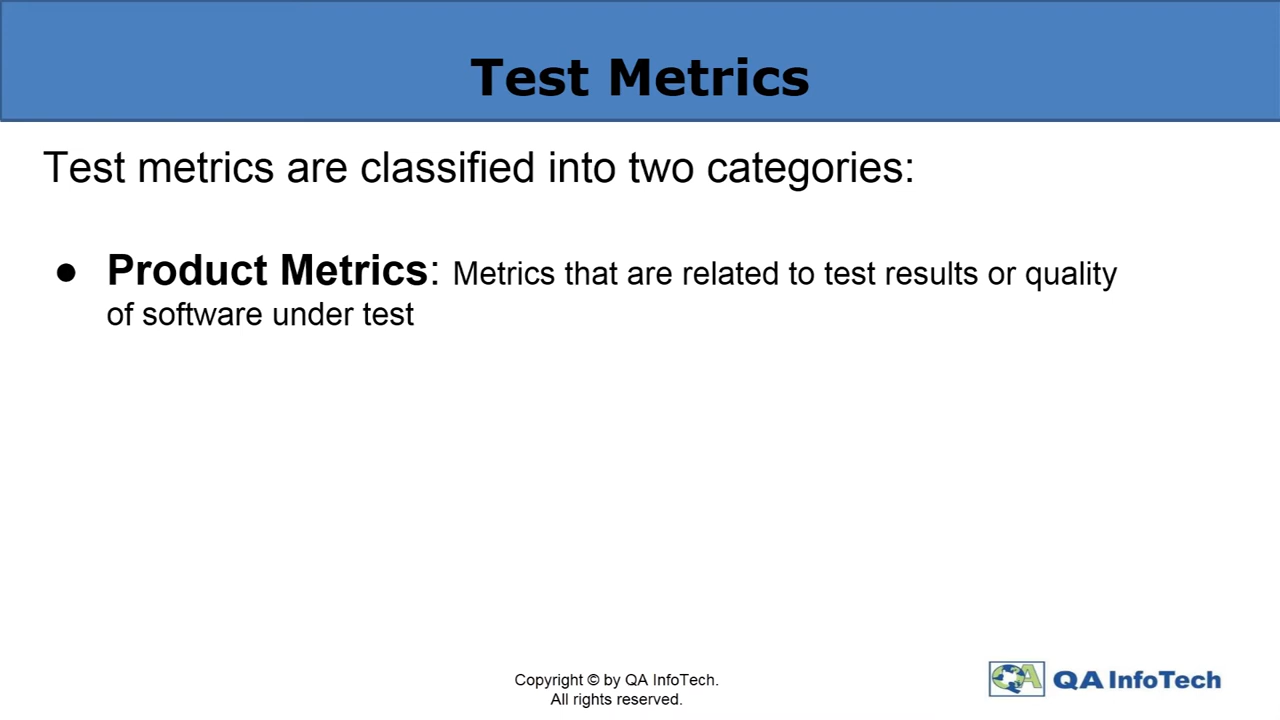 Test Metrics
Test metrics are classified into two categories:
● Product Metrics: Metrics that are related to test results or quality
of software under test
Copyright © by QA InfoTech.
All rights reserved.
QA QA InfoTech